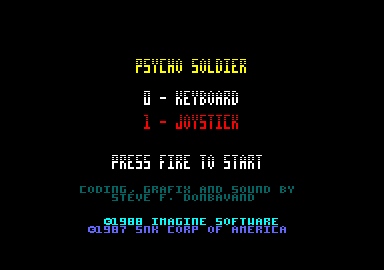 PSYCHO SOLDIER
0 - KEYBOARD
1 - JOYSTICK
PRESS FIRE TO START
CODING, GRAFIX AND SOUND BY
STEVE F. DONBAVAND
©1988 IMAGINE SOFTWARE
©1987 SNK CORP OF AMERICA